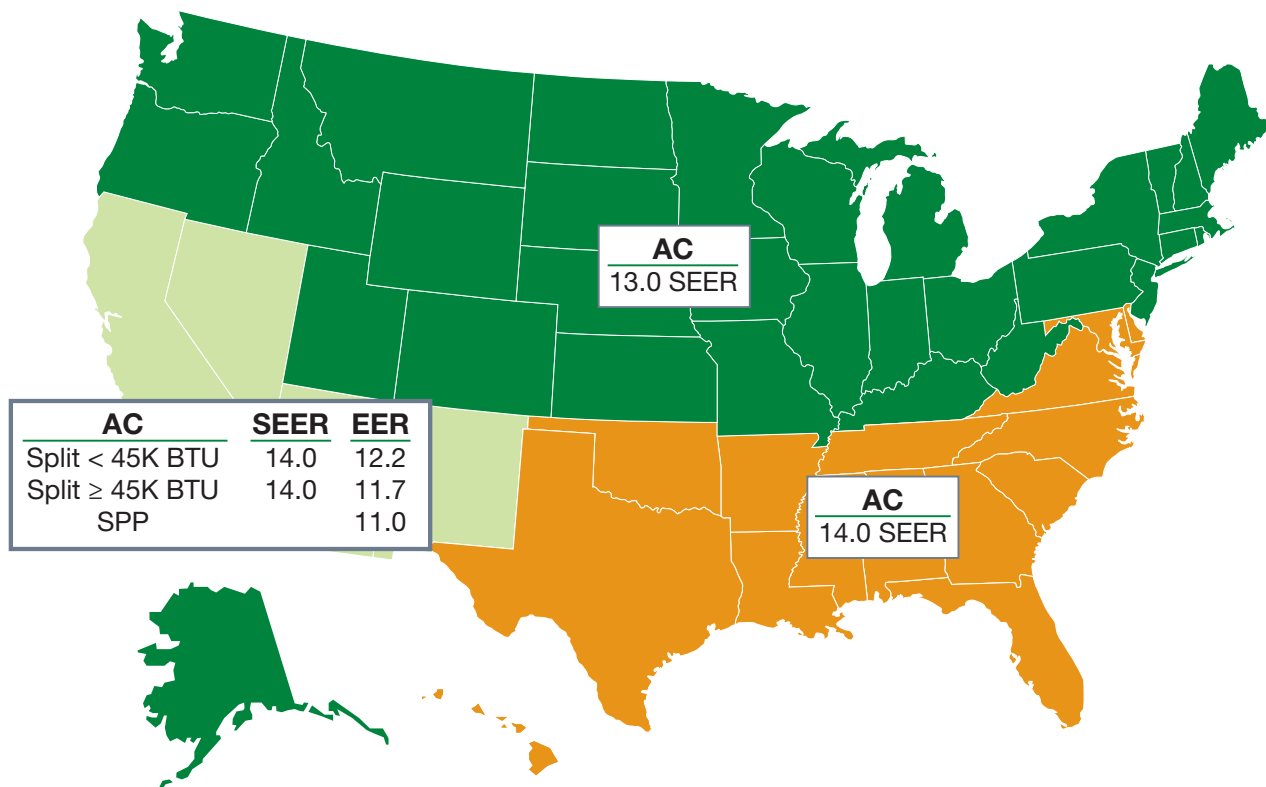 AC
13.0 SEER
AC SEER EER
Split < 45K BTU 14.0 12.2
Split ≥ 45K BTU 14.0 11.7
SPP 11.0
AC
14.0 SEER